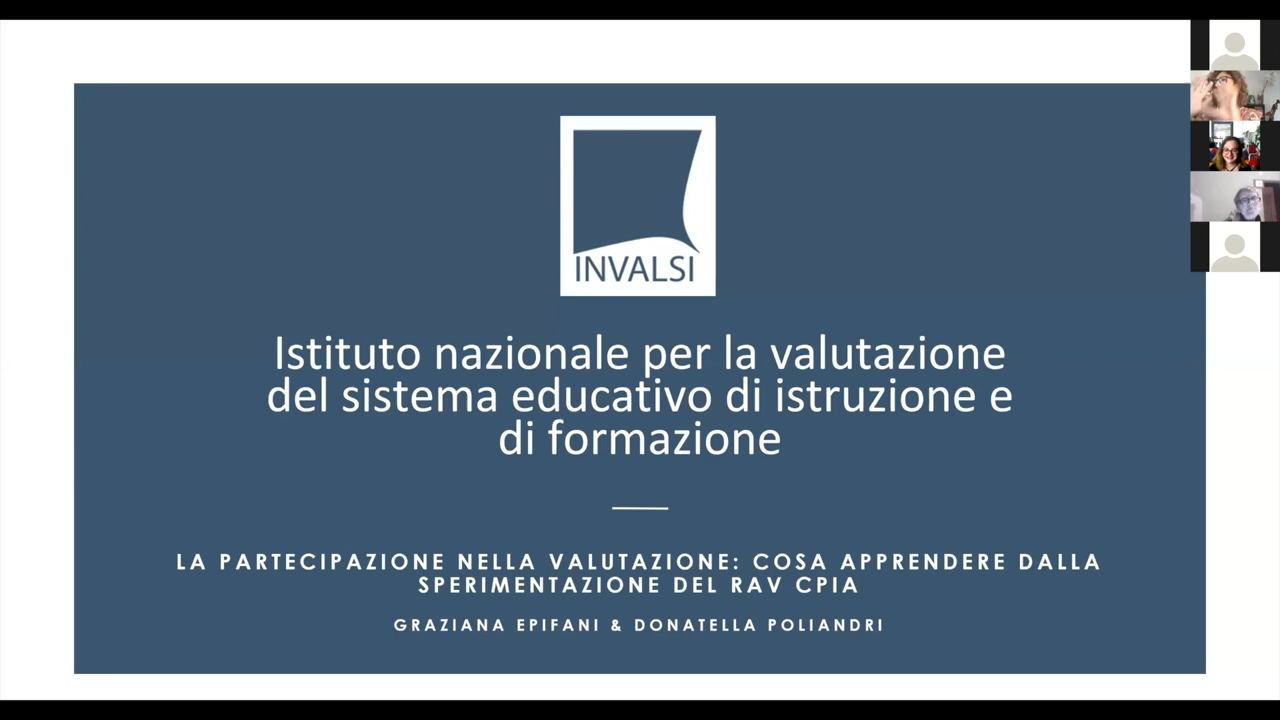 INVALSI
Istituto nazionale per la valutazione
del sistema educativo di istruzione e
di formazione
LA PARTECIPAZIONE NELLA VALUTAZIONE: COSA APPRENDERE DALLA
SPERIMENTAZIONE DEL RAV CPIA
GRAZIANA EPIFANI & DONATELLA POLIANDRI